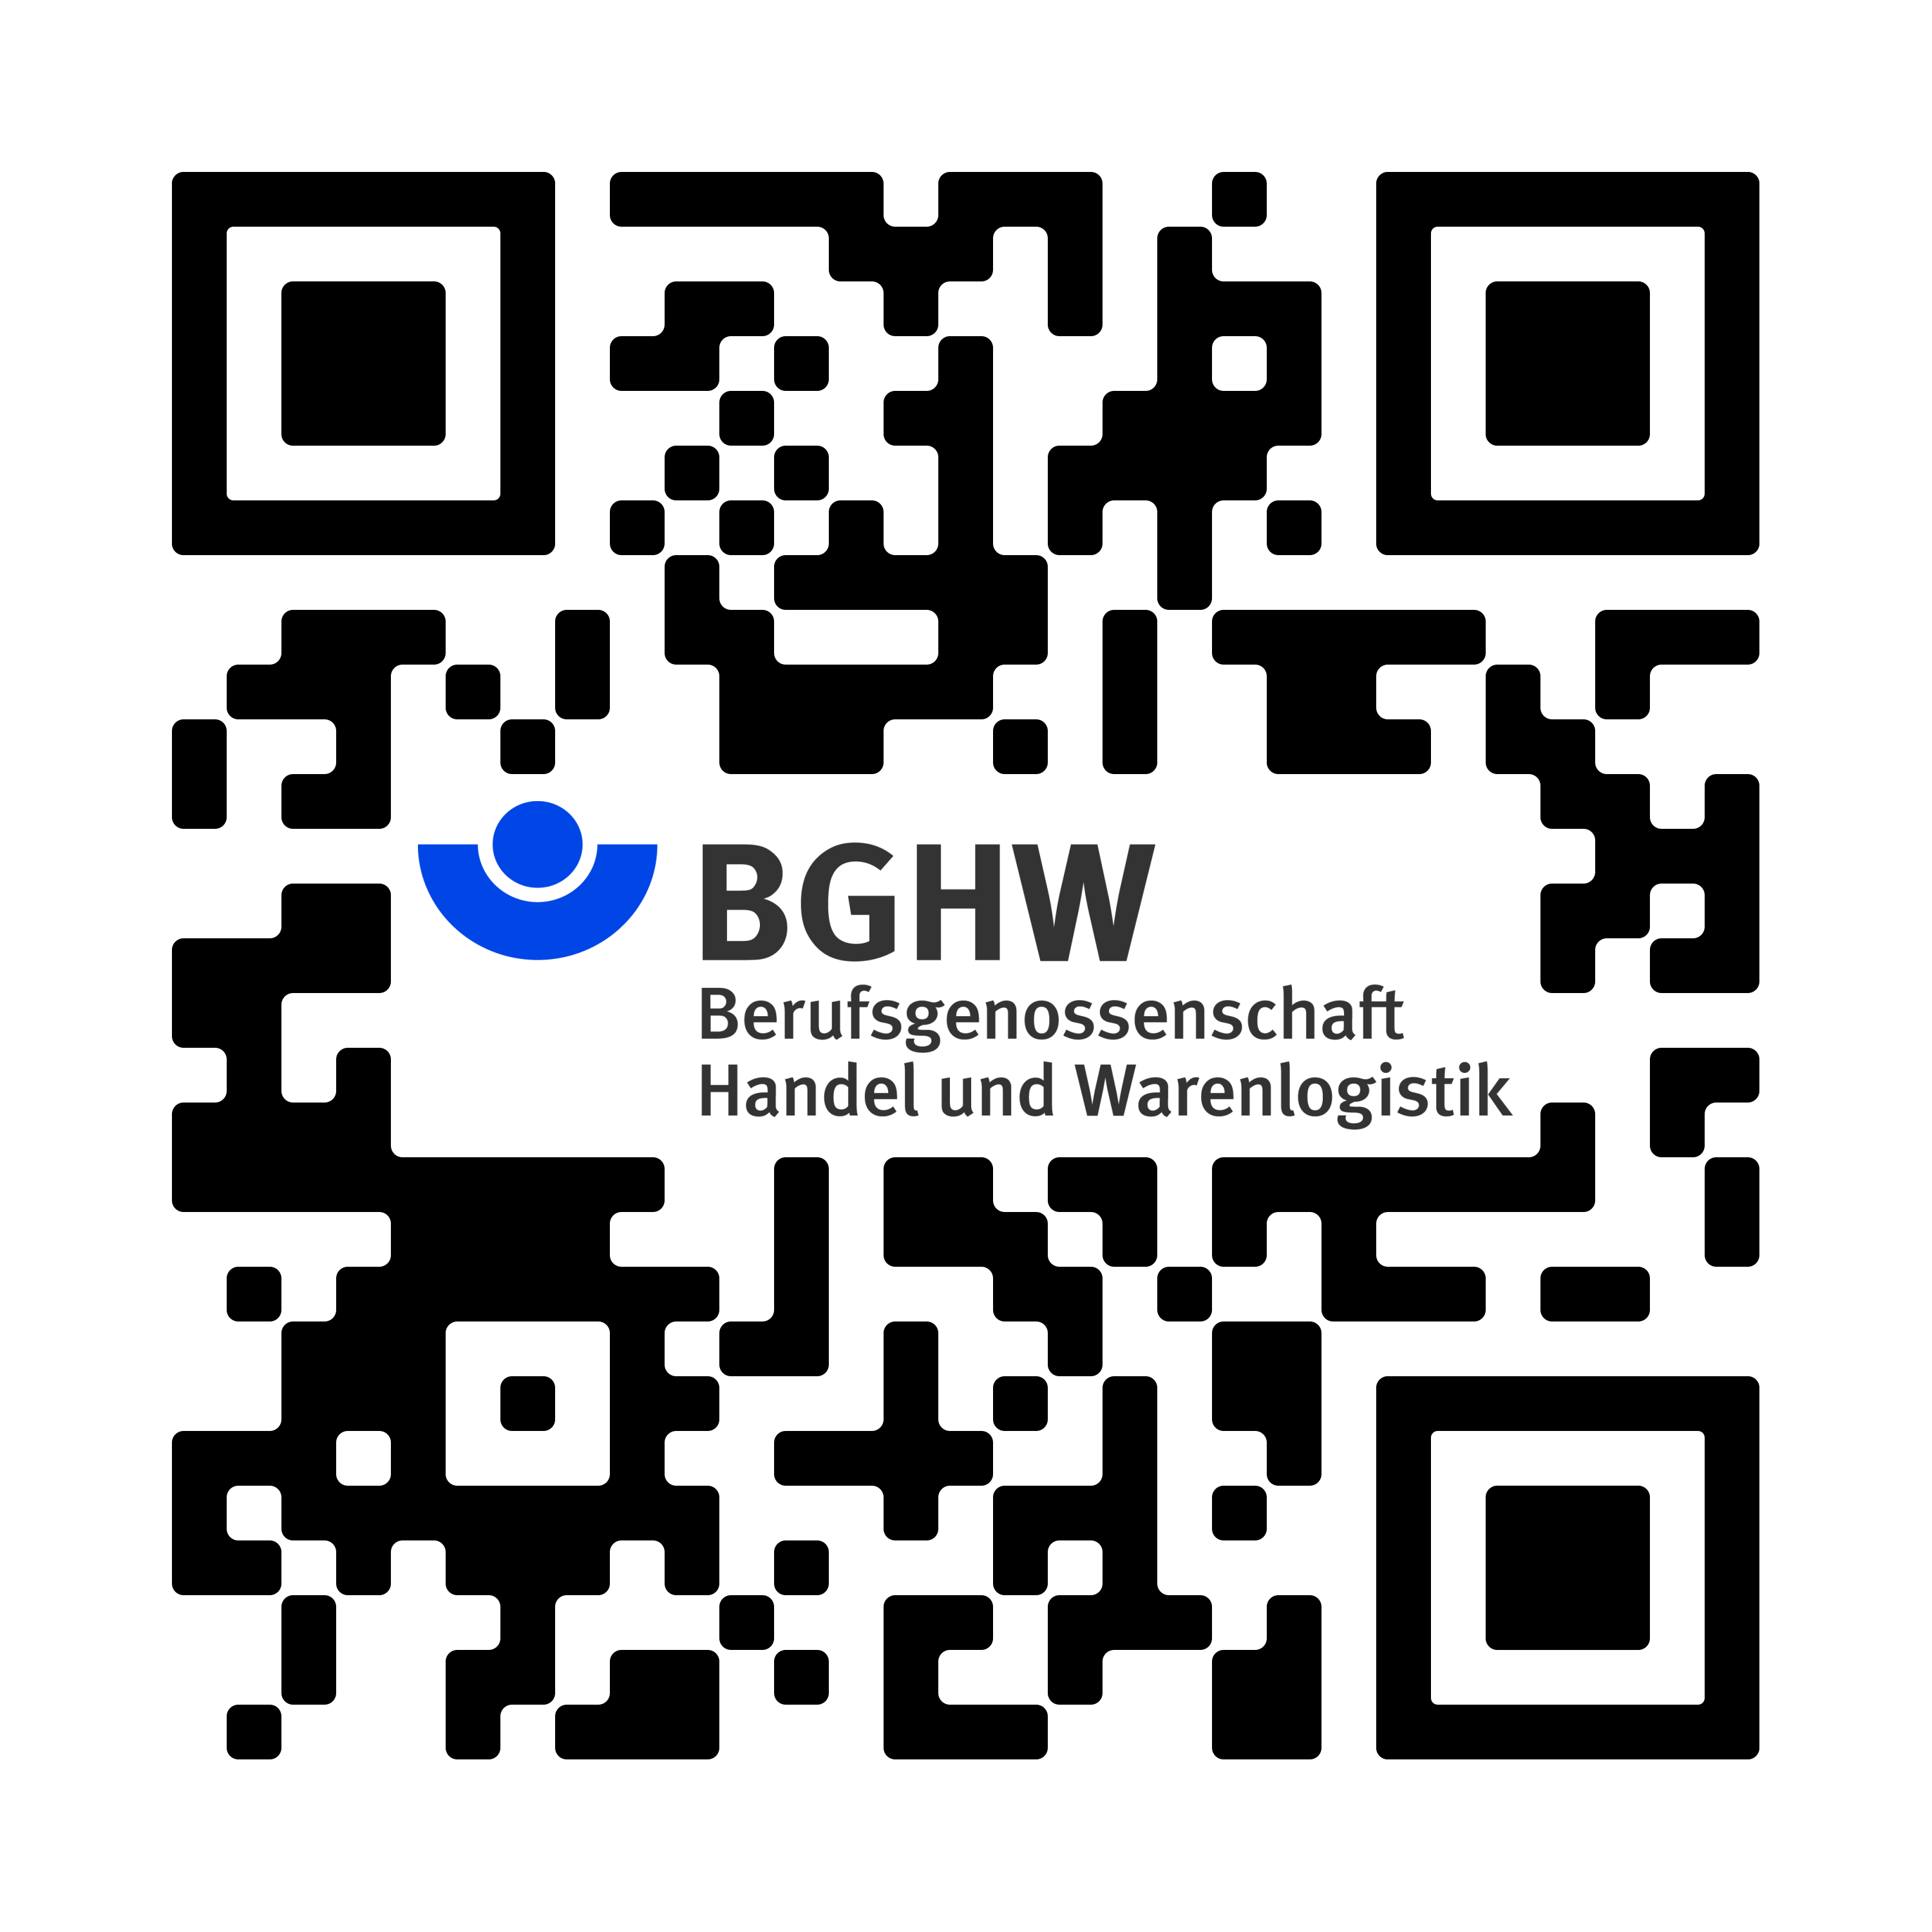 BGHW
Berufsgenossenschaft
Handel und Warenlogistik